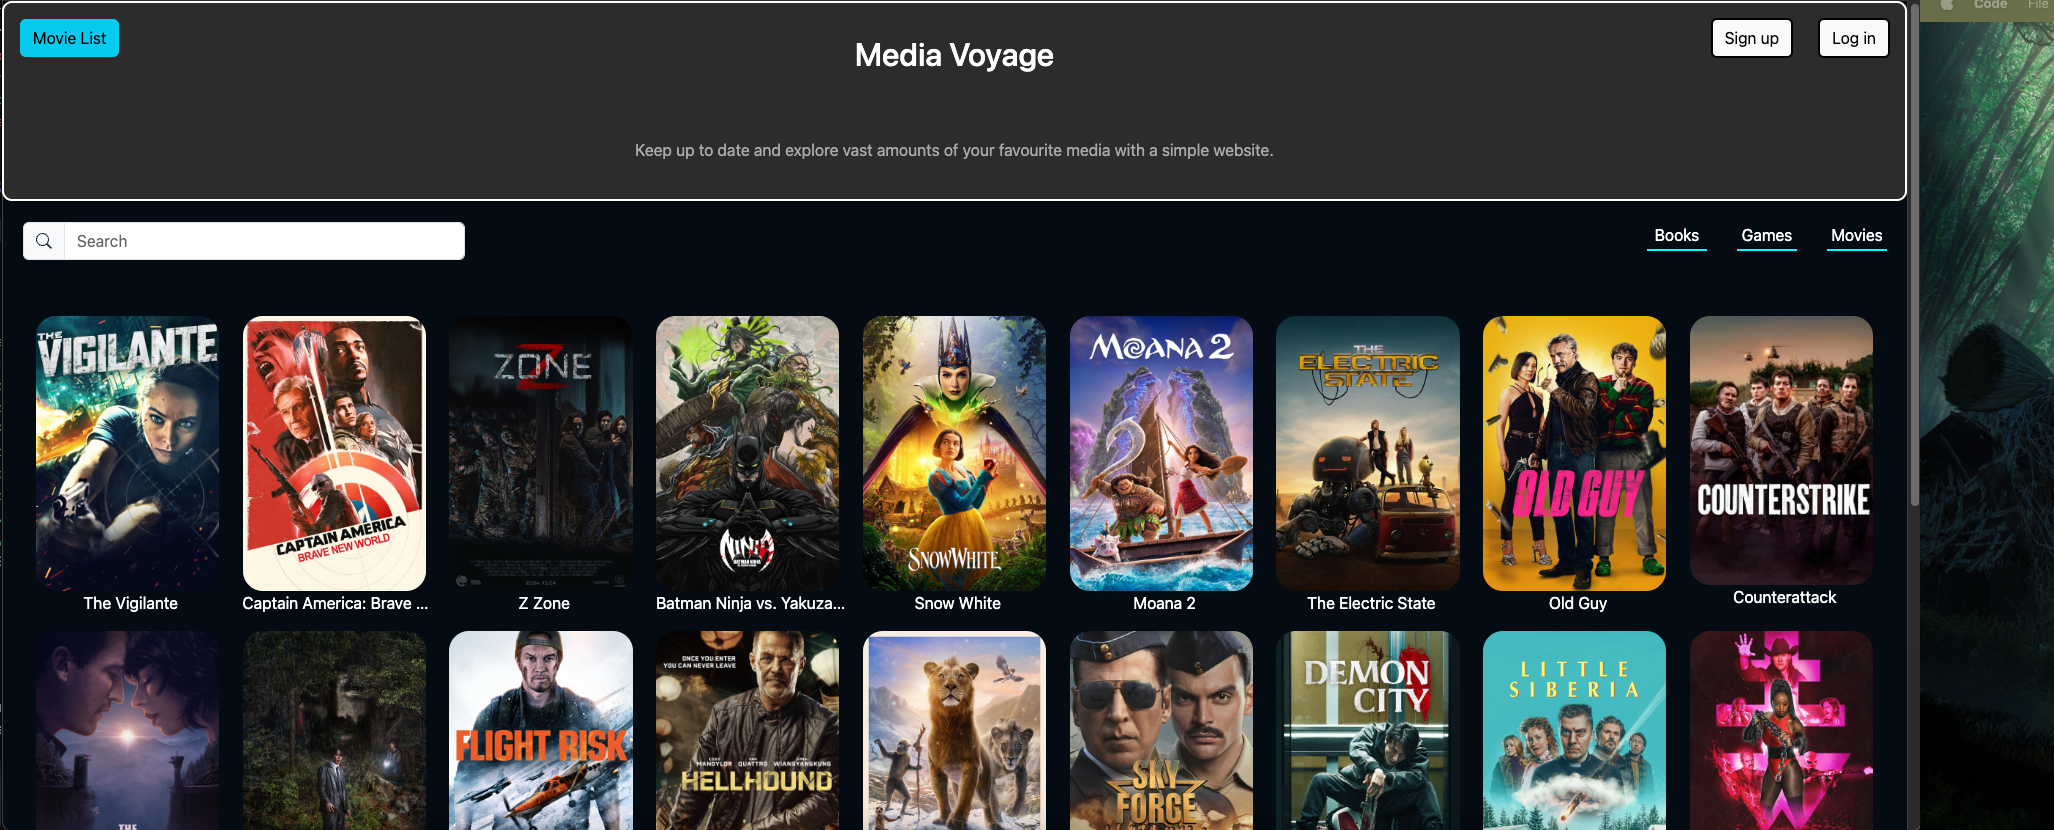 Code File
Movie List
Media Voyage
Sign up
Log in
Keep up to date and explore vast amounts of your favourite media with a simple website.
Search
Books
Games
Movies
THE
VIGILANTE
CAPTAIN AMERICA
BRAVE NEW WORLD
Z
ZONE
NINJA
SNOW WHITE
MOANA 2
THE
ELECTRIC
STATE
OLD GUY
COUNTERSTRIKE
The Vigilante
Captain America: Brave ...
Z Zone
Batman Ninja vs. Yakuza...
Snow White
Moana 2
The Electric State
Old Guy
Counterattack
THE
FLIGHT RISK
ONCE YOU ENTER
YOU CAN NEVER LEAVE
HELLHOUND
SKY
FORCE
DEMON
CITY
LITTLE
SIBERIA